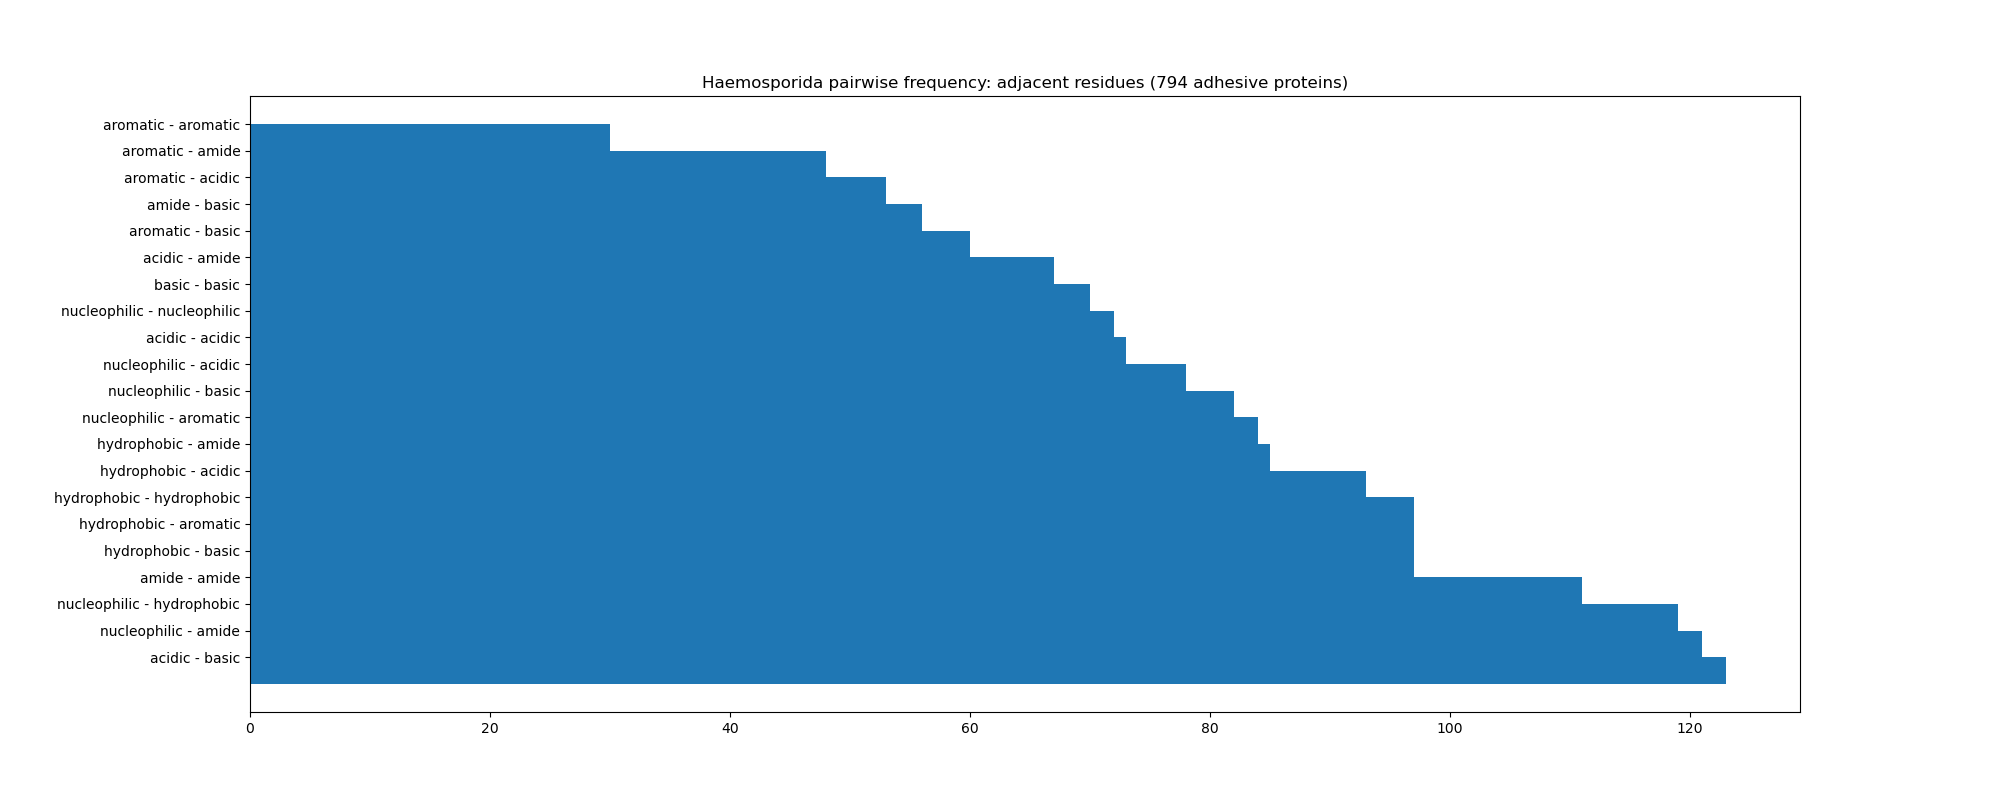 Haemosporida pairwise frequency: adjacent residues (794 adhesive proteins)
aromatic - aromatic
aromatic - amide
aromatic - acidic
amide - basic
aromatic - basic
acidic - amide
basic - basic
nucleophilic - nucleophilic
acidic - acidic
nucleophilic - acidic
nucleophilic - basic
nucleophilic - aromatic
hydrophobic - amide
hydrophobic - acidic
hydrophobic - hydrophobic
hydrophobic - aromatic
hydrophobic - basic
amide - amide
nucleophilic - hydrophobic
nucleophilic - amide
acidic - basic
0 20 40 60 80 100 120